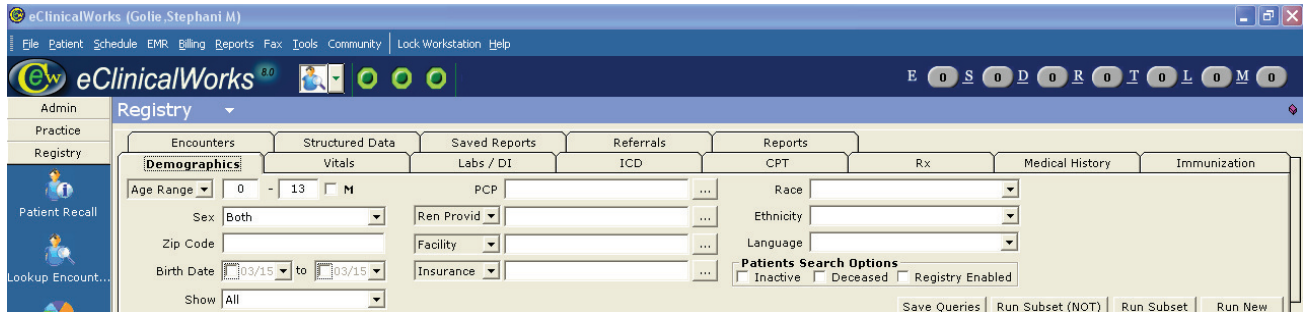 eClinicalWorks (Golie ,Stephani M)
File Patient Schedule EMR Billing Reports Fax Tools Community Lock Workstation Help
ecw eClinicalWorks 8.0 E 0 S 0 D 0 R 0 T 0 L 0 M 0
Admin
Registry
Practice
Registry
Encounters Structured Data Saved Reports Referrals Reports
Demographics Vitals Labs / DI ICD CPT Rx Medical History Immunization
Age Range 0 - 13 M PCP ... Race
Patient Recall
Sex Both Ren Provid ... Ethnicity
Zip Code Facility ... Language
Birth Date 03/15 to 03/15 Insurance ... Patients Search Options
Inactive Deceased Registry Enabled
Lookup Encount...
Show All
Save Queries Run Subset (NOT) Run Subset Run New